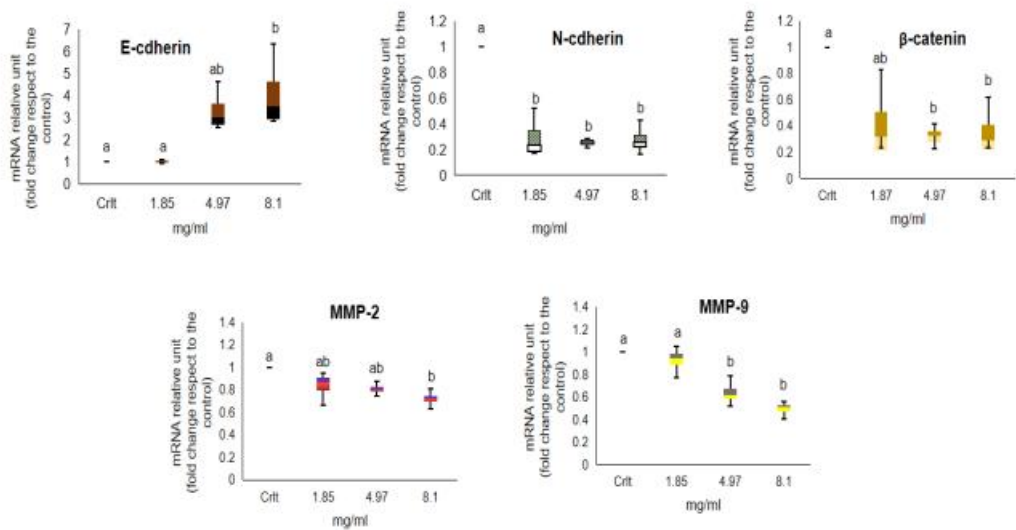 E-cdherin
mRNA relative unit
(fold change respect to the
control)
7
6
5
4
3
2
1
0
a
a
ab
b
Crlt
1.85
4.97
8.1
mg/ml
N-cdherin
mRNA relative unit
(fold change respect to the
control)
1.2
1
0.8
0.6
0.4
0.2
0
a
b
b
b
Crlt
1.85
4.97
8.1
mg/ml
β-catenin
mRNA relative unit
(fold change respect to the
control)
1.2
1
0.8
0.6
0.4
0.2
0
a
ab
b
b
Crlt
1.87
4.97
8.1
mg/ml
MMP-2
mRNA relative unit
(fold change respect to the
control)
1.4
1.2
1
0.8
0.6
0.4
0.2
0
a
ab
ab
b
Crlt
1.85
4.97
8.1
mg/ml
MMP-9
mRNA relative unit
(fold change respect to the
control)
1.4
1.2
1
0.8
0.6
0.4
0.2
0
a
a
b
b
Crlt
1.85
4.97
8.1
mg/ml